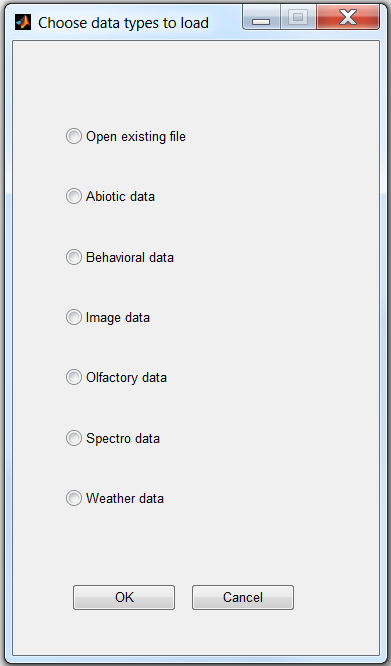 Choose data types to load
Open existing file
Abiotic data
Behavioral data
Image data
Olfactory data
Spectro data
Weather data
OK Cancel